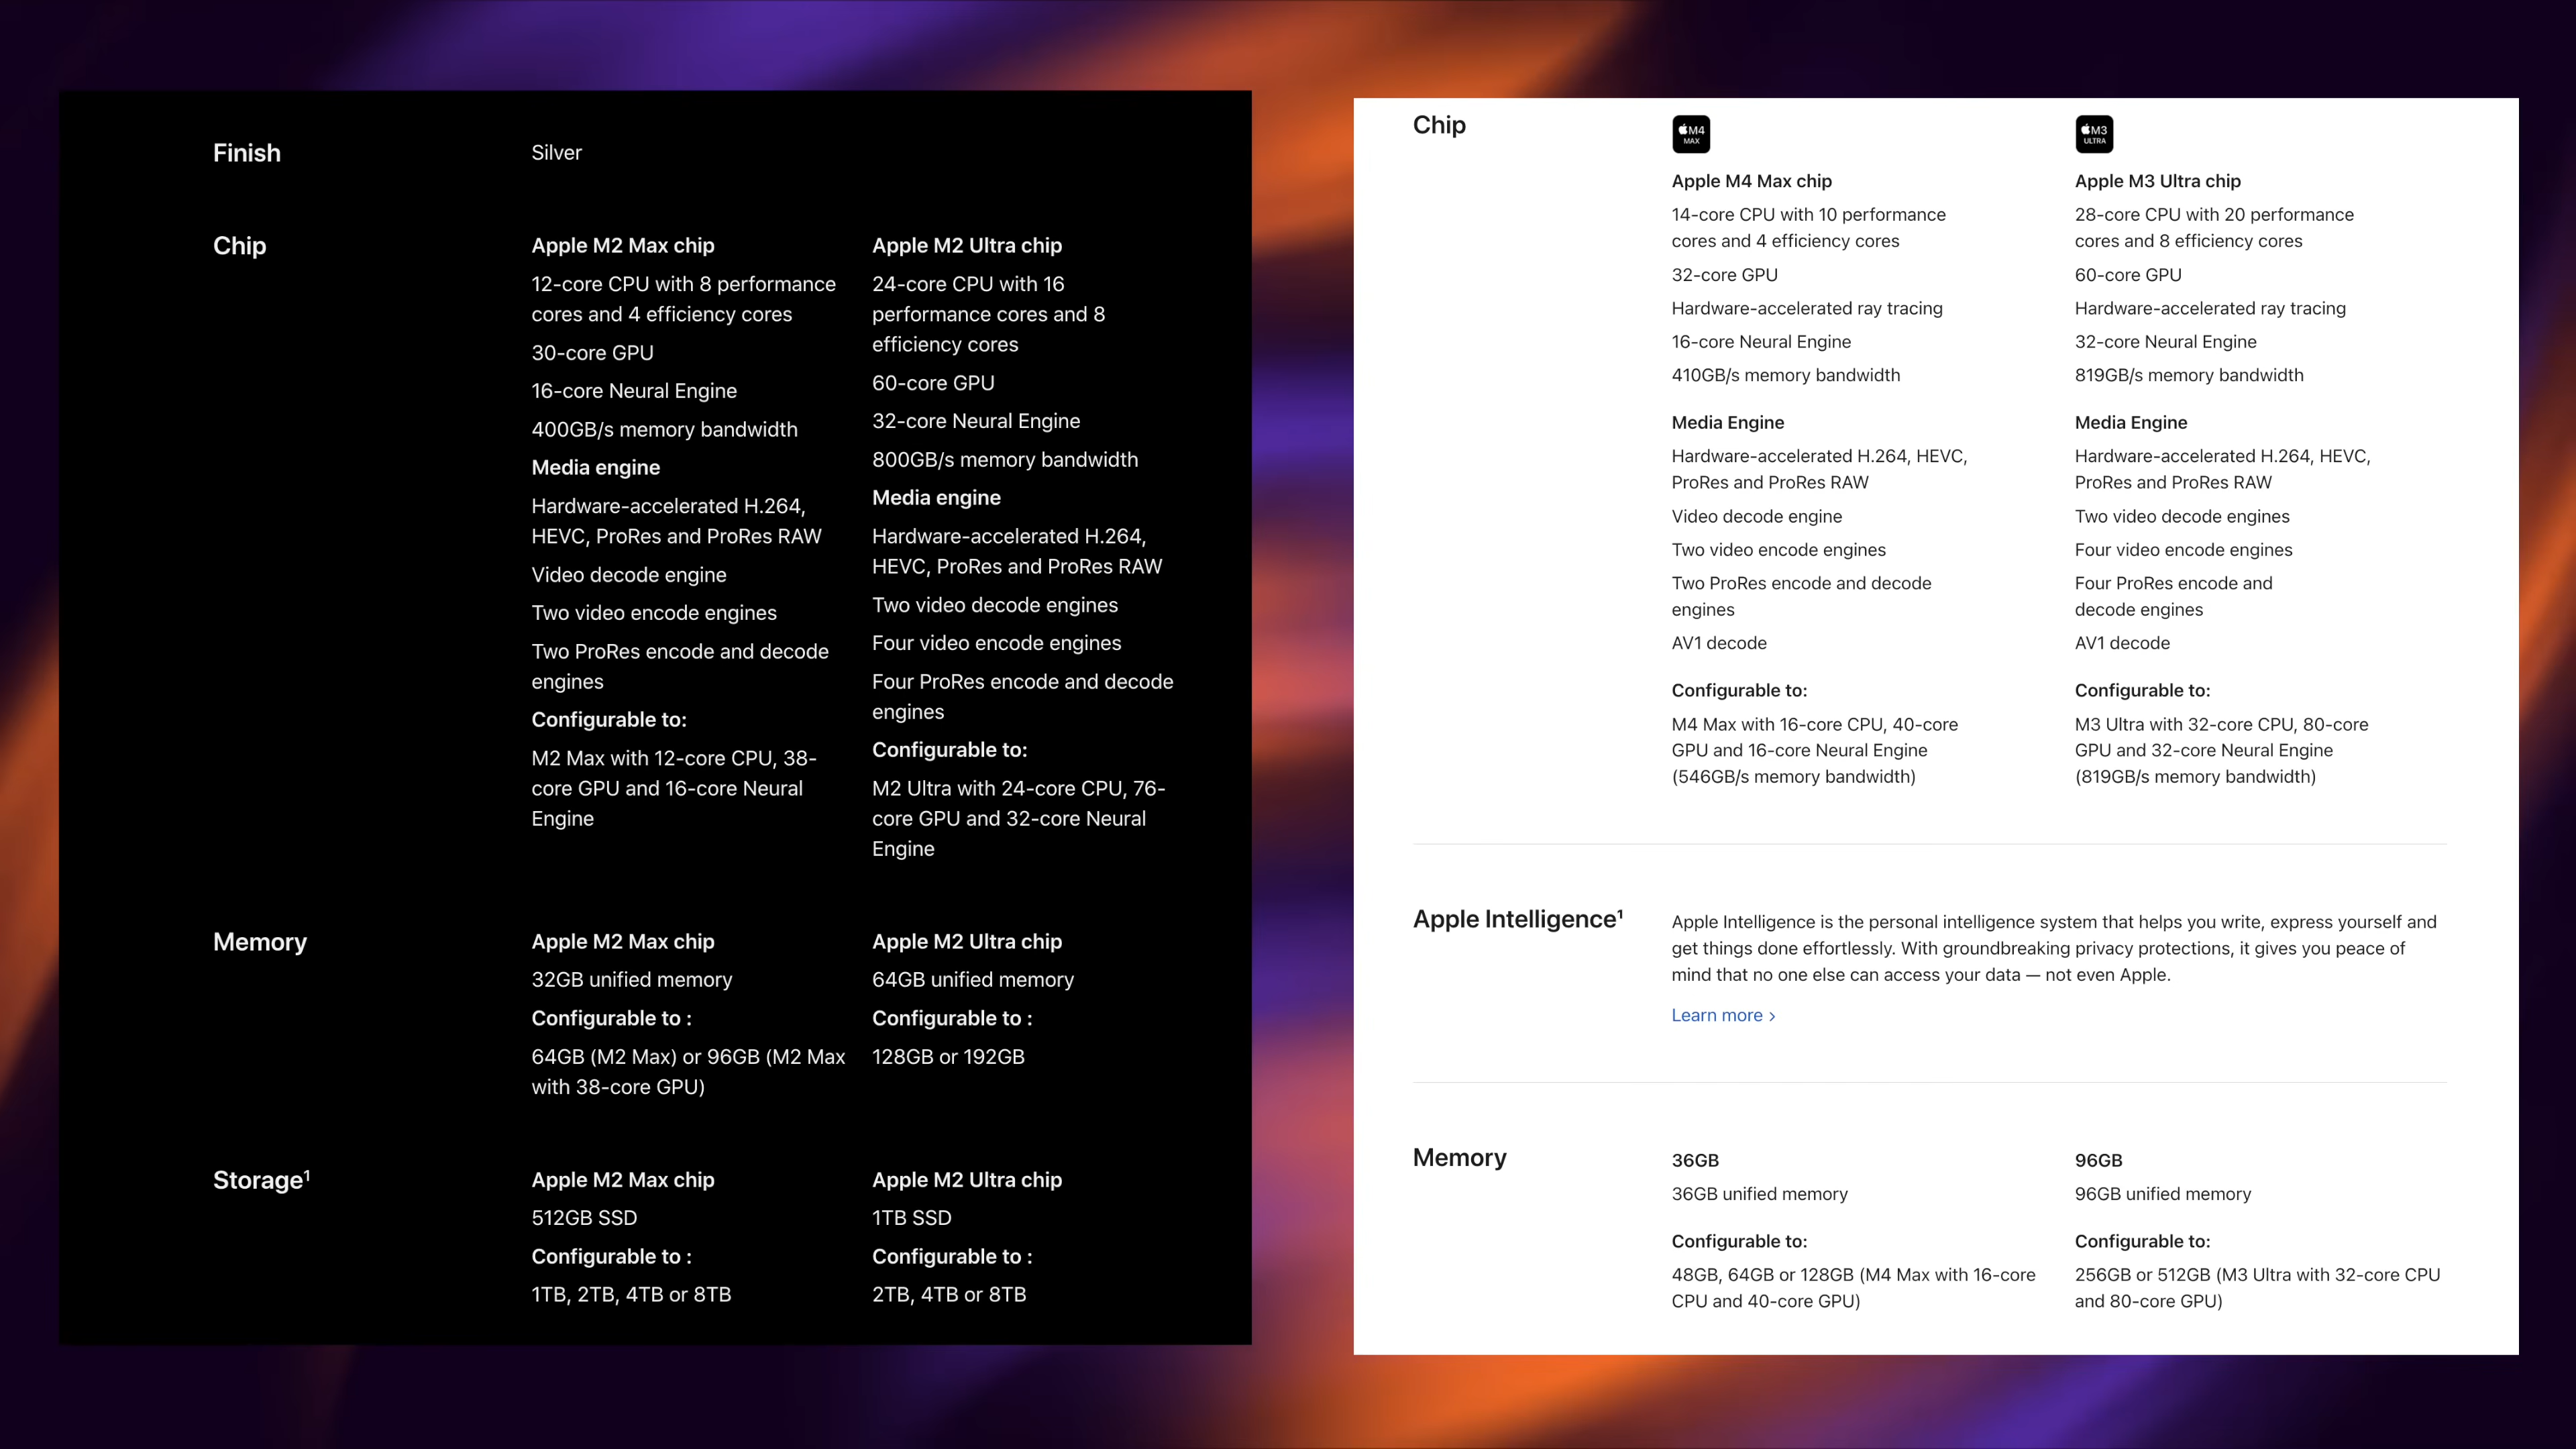 Finish
Silver
Chip
Apple M2 Max chip
12-core CPU with 8 performance
cores and 4 efficiency cores
30-core GPU
16-core Neural Engine
400GB/s memory bandwidth
Media engine
Hardware-accelerated H.264,
HEVC, ProRes and ProRes RAW
Video decode engine
Two video encode engines
Two ProRes encode and decode
engines
Configurable to:
M2 Max with 12-core CPU, 38-
core GPU and 16-core Neural
Engine
Apple M2 Ultra chip
24-core CPU with 16
performance cores and 8
efficiency cores
60-core GPU
32-core Neural Engine
800GB/s memory bandwidth
Media engine
Hardware-accelerated H.264,
HEVC, ProRes and ProRes RAW
Two video decode engines
Four video encode engines
Four ProRes encode and decode
engines
Configurable to:
M2 Ultra with 24-core CPU, 76-
core GPU and 32-core Neural
Engine
Memory
Apple M2 Max chip
32GB unified memory
Configurable to :
64GB (M2 Max) or 96GB (M2 Max
with 38-core GPU)
Apple M2 Ultra chip
64GB unified memory
Configurable to :
128GB or 192GB
Storage¹
Apple M2 Max chip
512GB SSD
Configurable to :
1TB, 2TB, 4TB or 8TB
Apple M2 Ultra chip
1TB SSD
Configurable to :
2TB, 4TB or 8TB
Chip
M4
MAX
Apple M4 Max chip
14-core CPU with 10 performance
cores and 4 efficiency cores
32-core GPU
Hardware-accelerated ray tracing
16-core Neural Engine
410GB/s memory bandwidth
Media Engine
Hardware-accelerated H.264, HEVC,
ProRes and ProRes RAW
Video decode engine
Two video encode engines
Two ProRes encode and decode
engines
AV1 decode
Configurable to:
M4 Max with 16-core CPU, 40-core
GPU and 16-core Neural Engine
(546GB/s memory bandwidth)
M3
ULTRA
Apple M3 Ultra chip
28-core CPU with 20 performance
cores and 8 efficiency cores
60-core GPU
Hardware-accelerated ray tracing
32-core Neural Engine
819GB/s memory bandwidth
Media Engine
Hardware-accelerated H.264, HEVC,
ProRes and ProRes RAW
Two video decode engines
Four video encode engines
Four ProRes encode and
decode engines
AV1 decode
Configurable to:
M3 Ultra with 32-core CPU, 80-core
GPU and 32-core Neural Engine
(819GB/s memory bandwidth)
Apple Intelligence¹
Apple Intelligence is the personal intelligence system that helps you write, express yourself and
get things done effortlessly. With groundbreaking privacy protections, it gives you peace of
mind that no one else can access your data — not even Apple.
Learn more >
Memory
36GB
36GB unified memory
Configurable to:
48GB, 64GB or 128GB (M4 Max with 16-core
CPU and 40-core GPU)
96GB
96GB unified memory
Configurable to:
256GB or 512GB (M3 Ultra with 32-core CPU
and 80-core GPU)